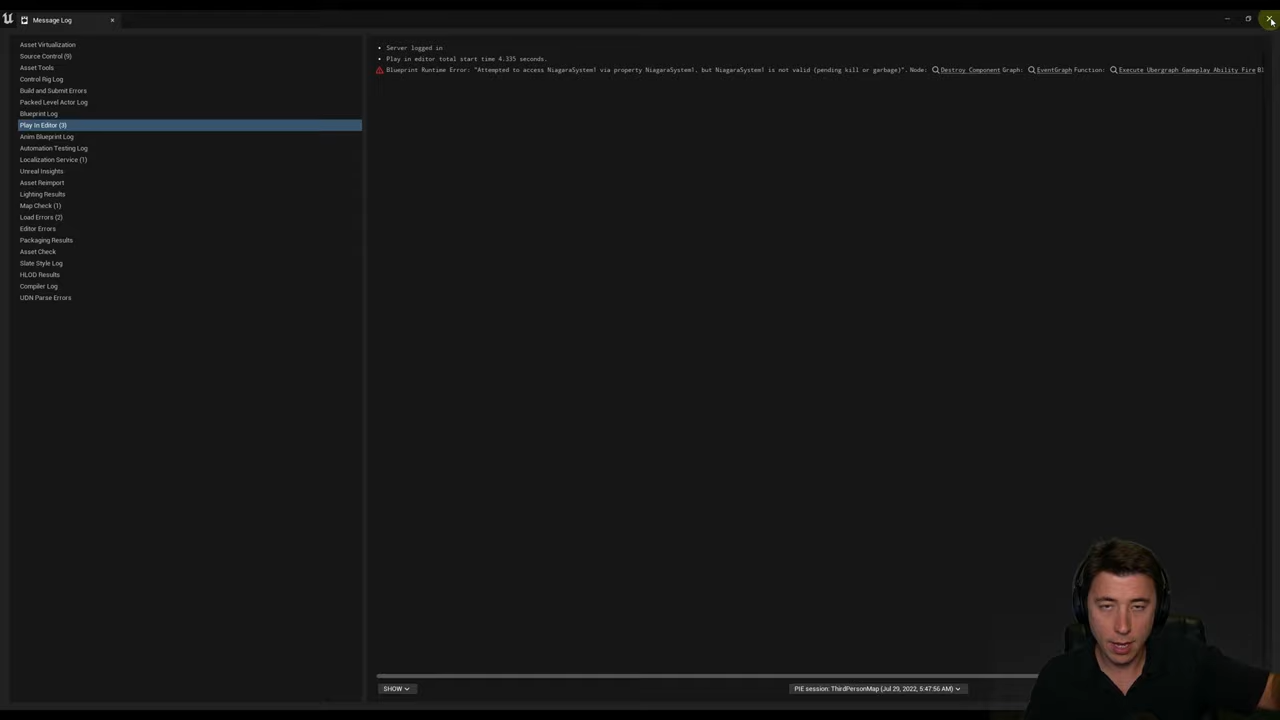 Message Log
Asset Virtualization
Source Control (9)
Asset Tools
Control Rig Log
Build and Submit Errors
Packed Level Actor Log
Blueprint Log
Play In Editor (3)
Anim Blueprint Log
Automation Testing Log
Localization Service (1)
Unreal Insights
Asset Reimport
Lighting Results
Map Check (1)
Load Errors (2)
Editor Errors
Packaging Results
Asset Check
Slate Style Log
HLOD Results
Compiler Log
UDN Parse Errors
Server logged in
Play in editor total start time 4.335 seconds.
Blueprint Runtime Error: "Attempted to access NiagaraSystem1 via property NiagaraSystem1, but NiagaraSystem1 is not valid (pending kill or garbage)". Node: Destroy Component Graph: EventGraph Function: Execute Ubergraph Gameplay Ability Fire Bl
SHOW
PIE session: ThirdPersonMap (Jul 29, 2022, 5:47:56 AM)